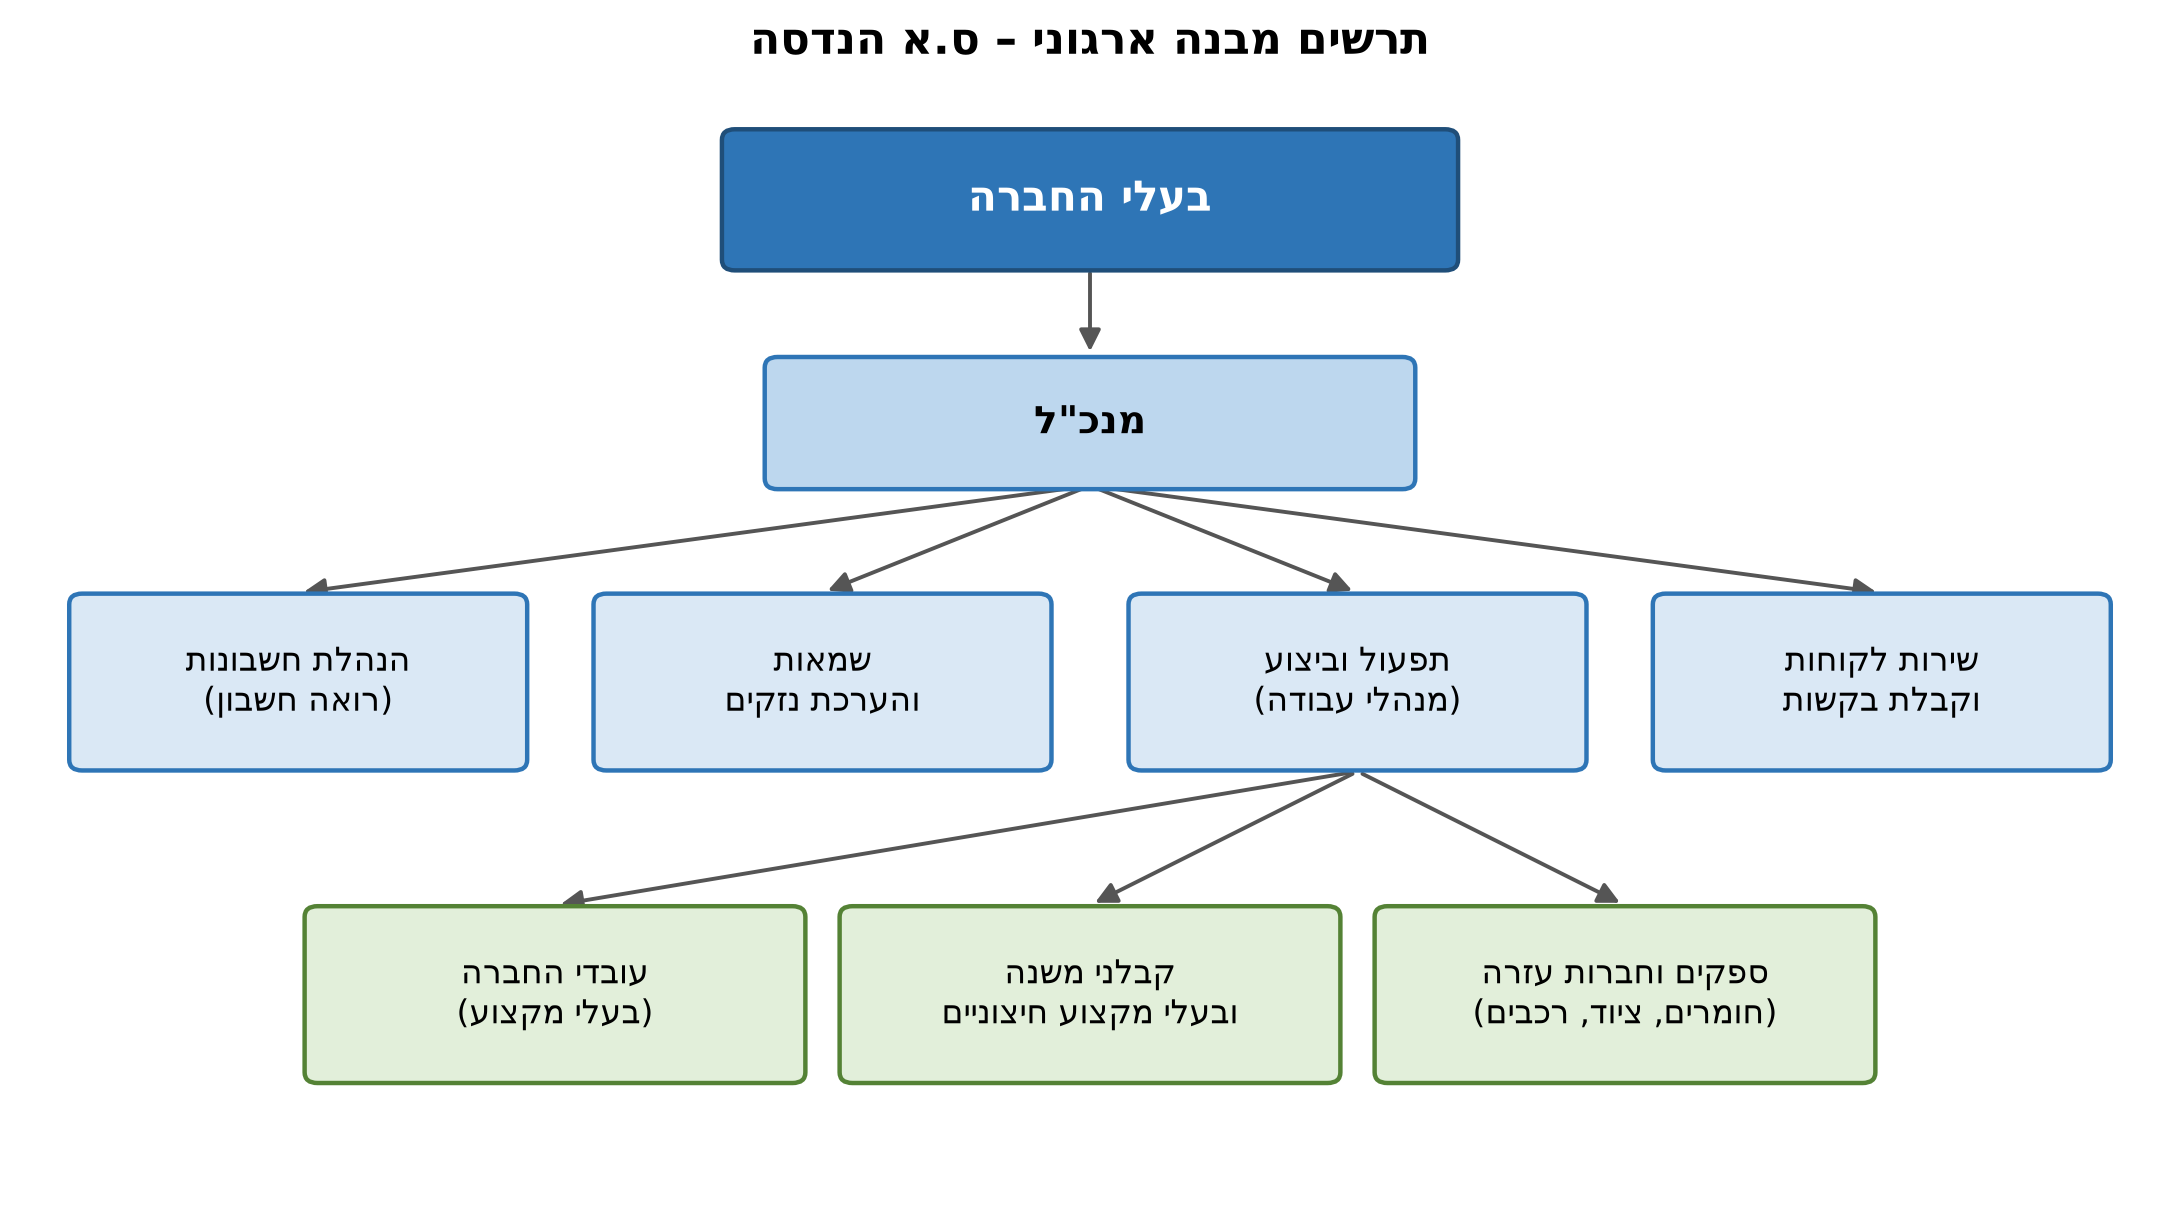 תרשים מבנה ארגוני – ס.א הנדסה
בעלי החברה
מנכ"ל
שירות לקוחות
וקבלת בקשות
תפעול וביצוע
(מנהלי עבודה)
שמאות
והערכת נזקים
הנהלת חשבונות
(רואה חשבון)
ספקים וחברות עזרה
(חומרים, ציוד, רכבים)
קבלני משנה
ובעלי מקצוע חיצוניים
עובדי החברה
(בעלי מקצוע)